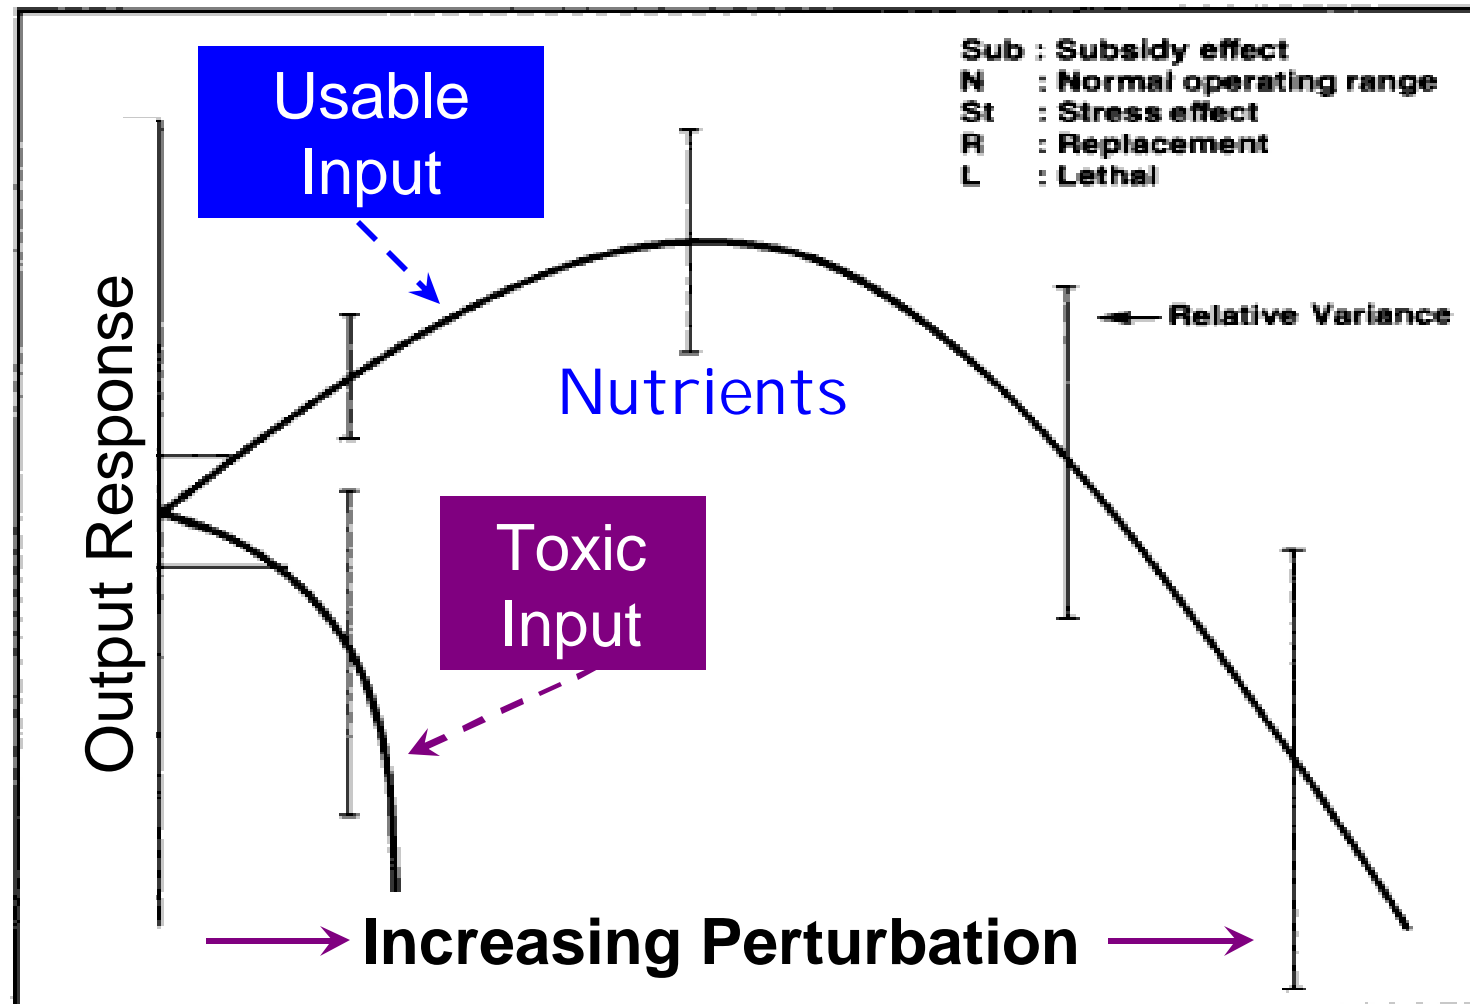 Usable
Input
Sub : Subsidy effect
N : Normal operating range
St : Stress effect
R : Replacement
L : Lethal
Output Response
Relative Variance
Nutrients
Toxic
Input
Increasing Perturbation